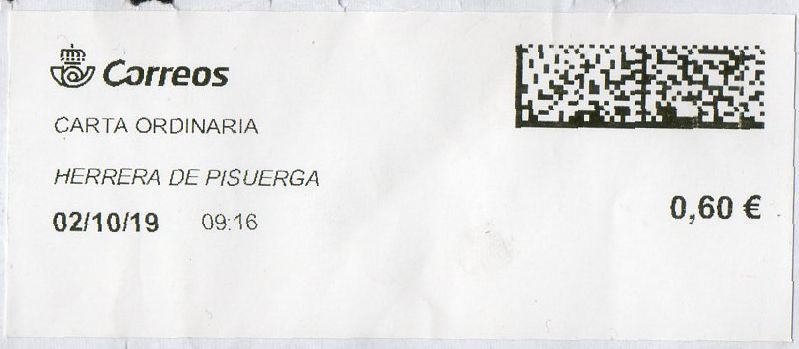 Correos
CARTA ORDINARIA
HERRERA DE PISUERGA
02/10/19 09:16
0,60 €